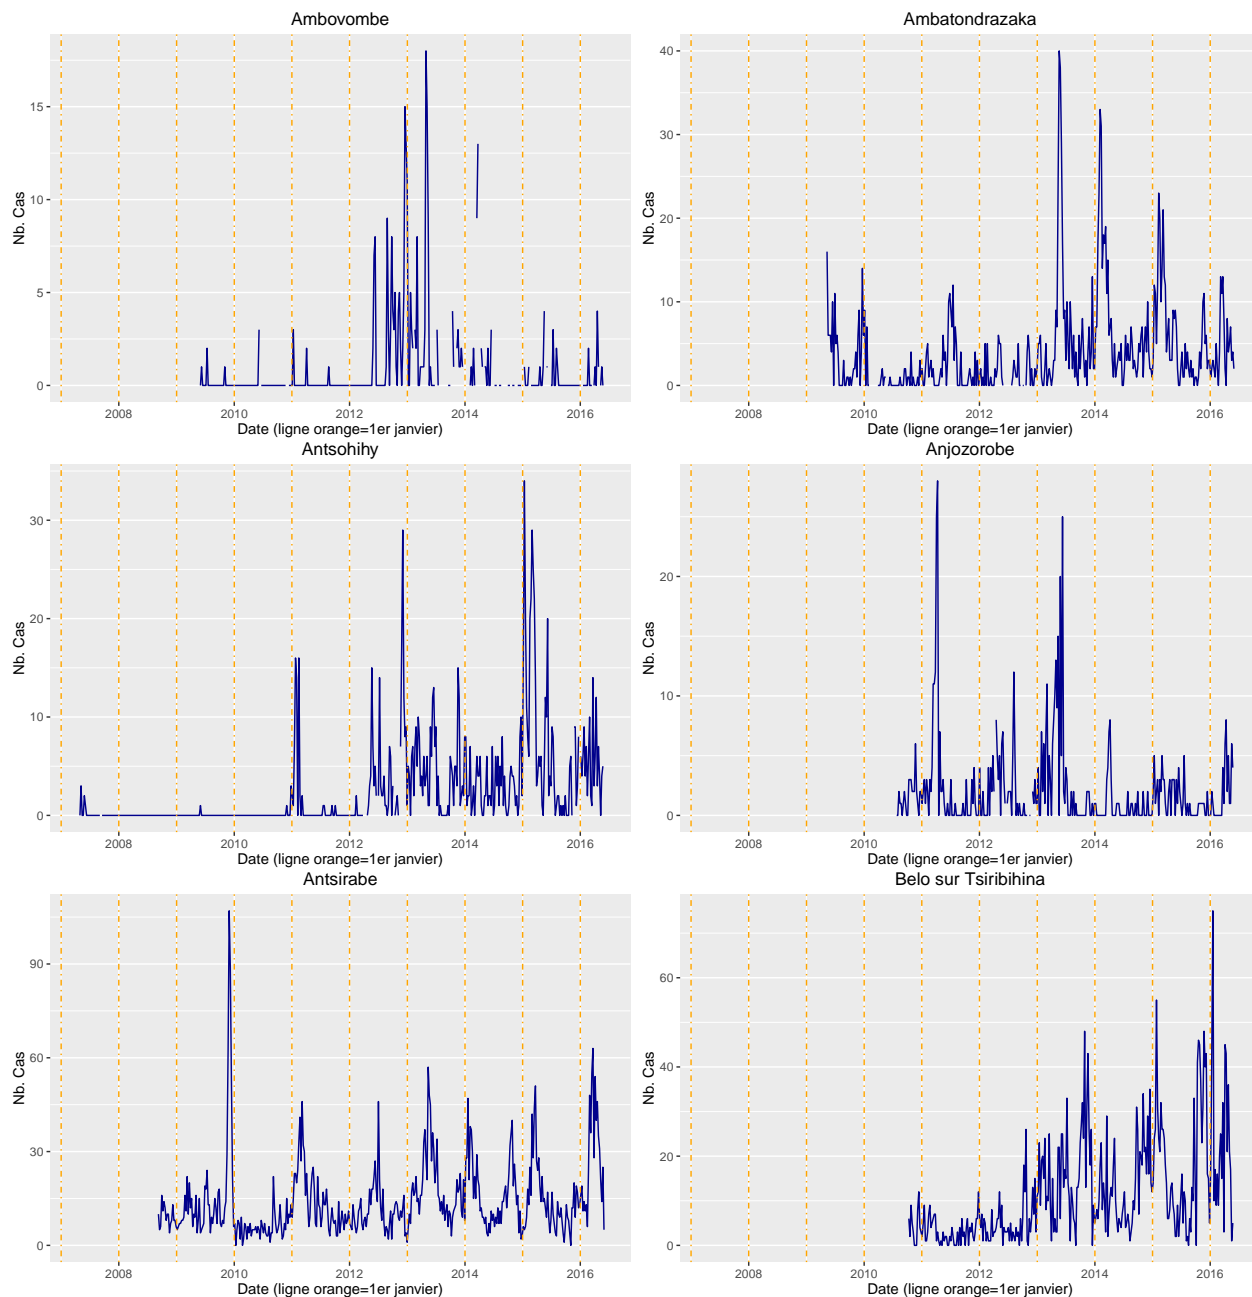 Ambovombe
Nb. Cas
15
10
5
0
2008 2010 2012 2014 2016
Date (ligne orange=1er janvier)
Ambatondrazaka
Nb. Cas
40
30
20
10
0
2008 2010 2012 2014 2016
Date (ligne orange=1er janvier)
Antsohihy
Nb. Cas
30
20
10
0
2008 2010 2012 2014 2016
Date (ligne orange=1er janvier)
Anjozorobe
Nb. Cas
20
10
0
2008 2010 2012 2014 2016
Date (ligne orange=1er janvier)
Antsirabe
Nb. Cas
90
60
30
0
2008 2010 2012 2014 2016
Date (ligne orange=1er janvier)
Belo sur Tsiribihina
Nb. Cas
60
40
20
0
2008 2010 2012 2014 2016
Date (ligne orange=1er janvier)